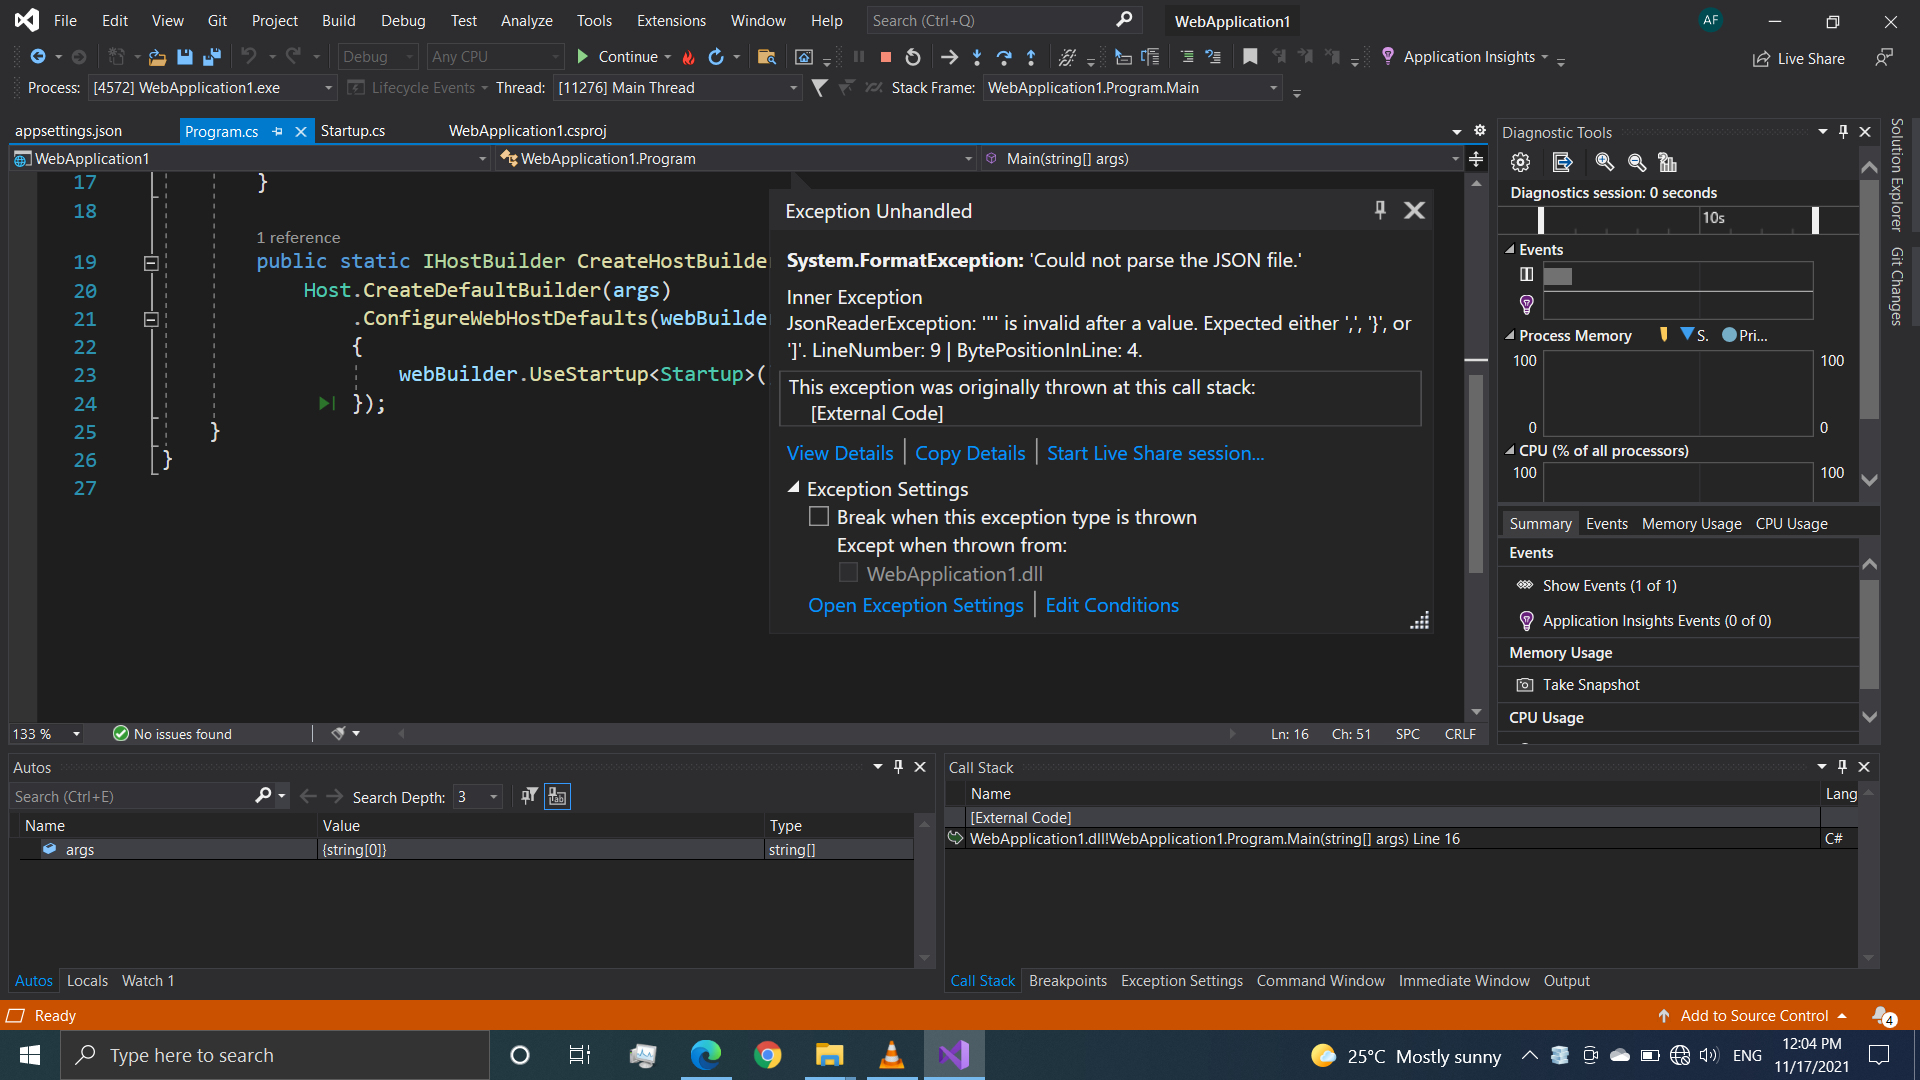 File Edit View Git Project Build Debug Test Analyze Tools Extensions Window Help Search (Ctrl+Q) WebApplication1 AF
Debug Any CPU Continue Application Insights Live Share
Process: [4572] WebApplication1.exe Lifecycle Events Thread: [11276] Main Thread Stack Frame: WebApplication1.Program.Main
appsettings.json Program.cs Startup.cs WebApplication1.csproj
WebApplication1 WebApplication1.Program Main(string[] args)
17 }
18
1 reference
19 public static IHostBuilder CreateHostBuilder
20 Host.CreateDefaultBuilder(args)
21 .ConfigureWebHostDefaults(webBuilder
22 {
23 webBuilder.UseStartup<Startup>(
24 });
25 }
26 }
27
Exception Unhandled
System.FormatException: 'Could not parse the JSON file.'
Inner Exception
JsonReaderException: '"' is invalid after a value. Expected either ',', '}', or
']'. LineNumber: 9 | BytePositionInLine: 4.
This exception was originally thrown at this call stack:
[External Code]
View Details Copy Details Start Live Share session...
Exception Settings
Break when this exception type is thrown
Except when thrown from:
WebApplication1.dll
Open Exception Settings Edit Conditions
133 % No issues found Ln: 16 Ch: 51 SPC CRLF
Diagnostic Tools
Diagnostics session: 0 seconds
10s
Events
Process Memory S. Pri...
100 100
0 0
CPU (% of all processors)
100 100
Summary Events Memory Usage CPU Usage
Events
Show Events (1 of 1)
Application Insights Events (0 of 0)
Memory Usage
Take Snapshot
CPU Usage
Solution Explorer
Git Changes
Autos
Search (Ctrl+E) Search Depth: 3
Name Value Type
args {string[0]} string[]
Autos Locals Watch 1
Call Stack
Name Lang
[External Code]
WebApplication1.dll!WebApplication1.Program.Main(string[] args) Line 16 C#
Call Stack Breakpoints Exception Settings Command Window Immediate Window Output
Ready Add to Source Control 4
Type here to search 25°C Mostly sunny ENG 12:04 PM
11/17/2021